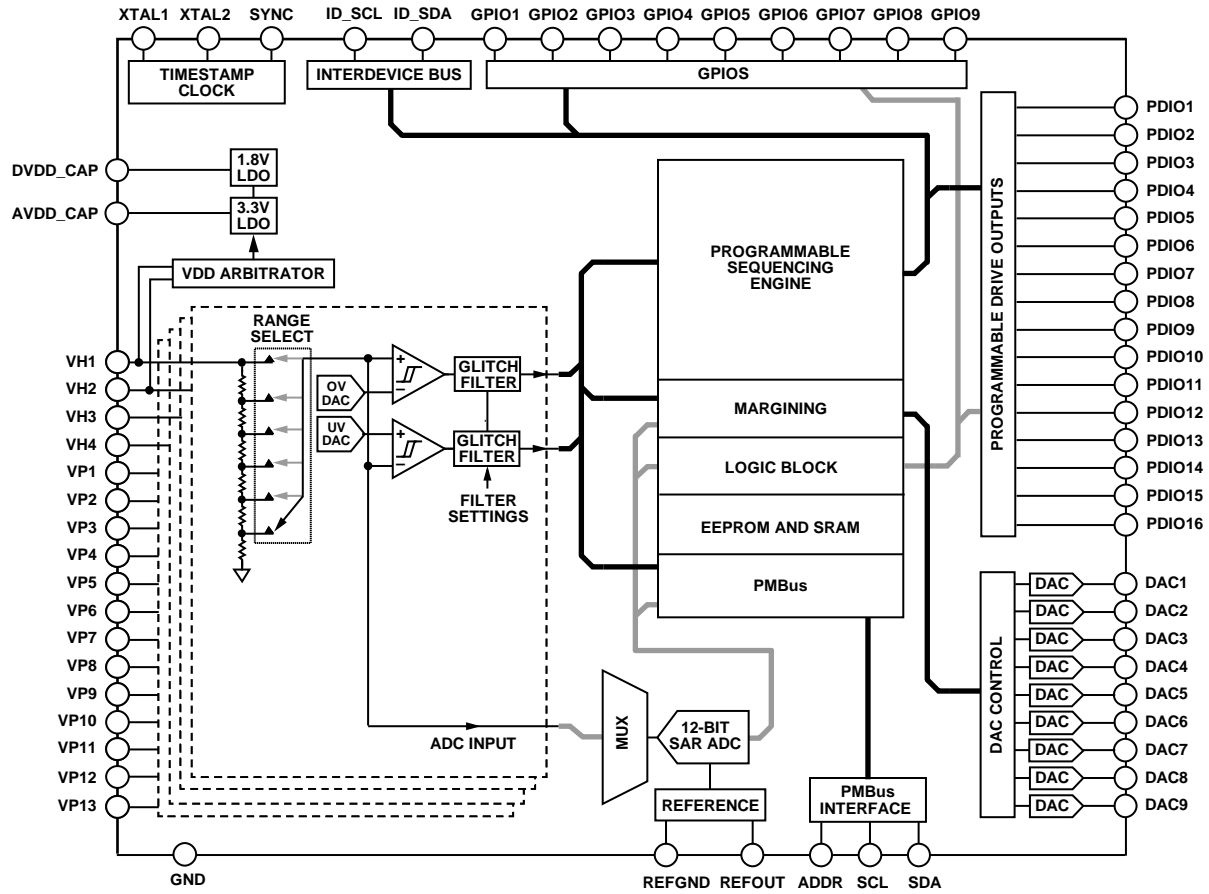 XTAL1
XTAL2
SYNC
ID_SCL
ID_SDA
GPIO1
GPIO2
GPIO3
GPIO4
GPIO5
GPIO6
GPIO7
GPIO8
GPIO9
TIMESTAMP
CLOCK
INTERDEVICE BUS
GPIOS
DVDD_CAP
AVDD_CAP
1.8V
LDO
3.3V
LDO
VDD ARBITRATOR
VH1
VH2
VH3
VH4
VP1
VP2
VP3
VP4
VP5
VP6
VP7
VP8
VP9
VP10
VP11
VP12
VP13
GND
RANGE
SELECT
OV
DAC
UV
DAC
+
−
+
−
GLITCH
FILTER
GLITCH
FILTER
FILTER
SETTINGS
ADC INPUT
PROGRAMMABLE
SEQUENCING
ENGINE
MARGINING
LOGIC BLOCK
EEPROM AND SRAM
PMBus
MUX
12-BIT
SAR ADC
REFERENCE
PMBus
INTERFACE
REFGND
REFOUT
ADDR
SCL
SDA
PROGRAMMABLE DRIVE OUTPUTS
PDIO1
PDIO2
PDIO3
PDIO4
PDIO5
PDIO6
PDIO7
PDIO8
PDIO9
PDIO10
PDIO11
PDIO12
PDIO13
PDIO14
PDIO15
PDIO16
DAC CONTROL
DAC
DAC1
DAC
DAC2
DAC
DAC3
DAC
DAC4
DAC
DAC5
DAC
DAC6
DAC
DAC7
DAC
DAC8
DAC
DAC9